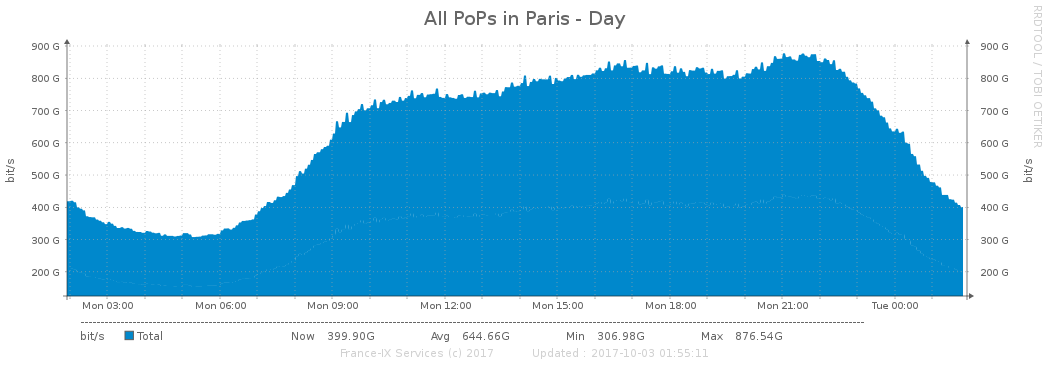 All PoPs in Paris - Day
RRDTOOL / TOBI OETIKER
bit/s
900 G
800 G
700 G
600 G
500 G
400 G
300 G
200 G
900 G
800 G
700 G
600 G
500 G
400 G
300 G
200 G
bit/s
Mon 03:00 Mon 06:00 Mon 09:00 Mon 12:00 Mon 15:00 Mon 18:00 Mon 21:00 Tue 00:00
bit/s Total Now 399.90G Avg 644.66G Min 306.98G Max 876.54G
France-IX Services (c) 2017 Updated : 2017-10-03 01:55:11